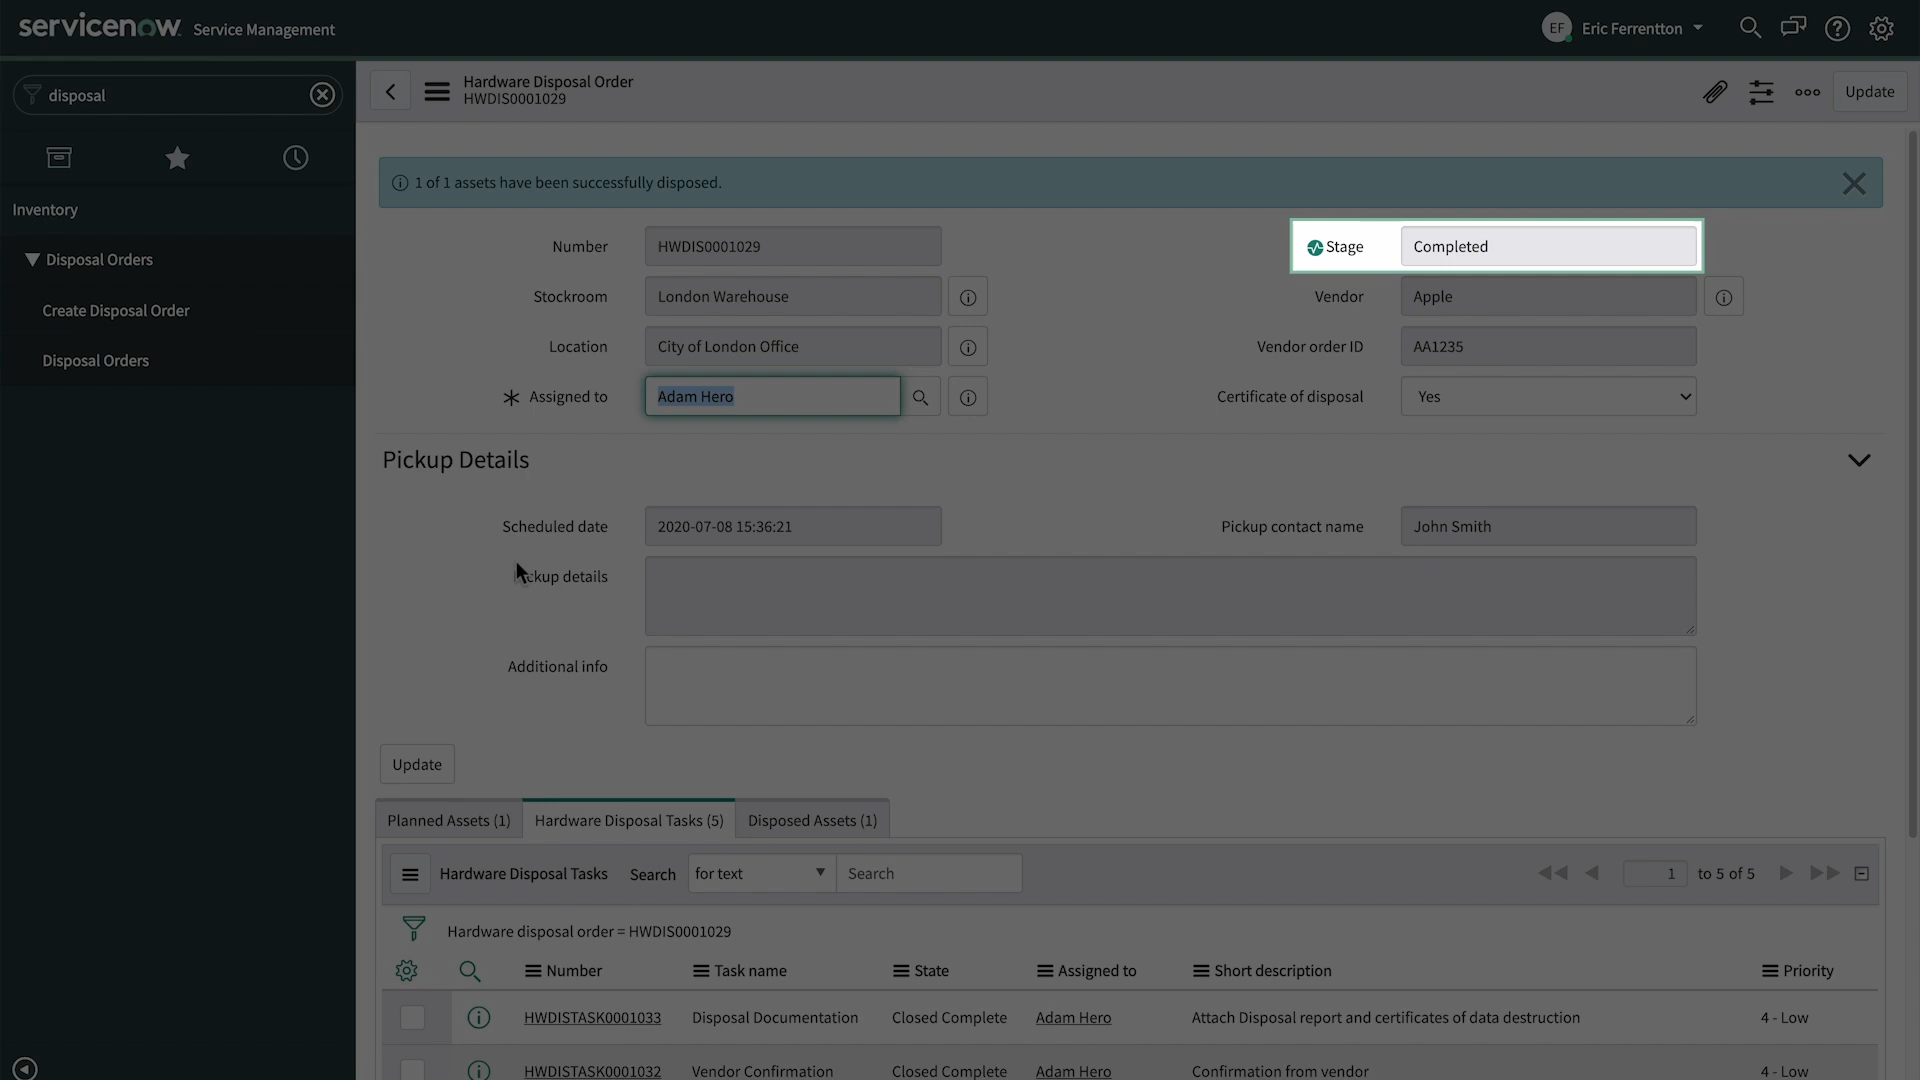 servicenow. Service Management
EF Eric Ferrentton
disposal
Inventory
Disposal Orders
Create Disposal Order
Disposal Orders
Hardware Disposal Order
HWDIS0001029
Update
1 of 1 assets have been successfully disposed.
Number HWDIS0001029
Stage Completed
Stockroom London Warehouse
Vendor Apple
Location City of London Office
Vendor order ID AA1235
Assigned to Adam Hero
Certificate of disposal Yes
Pickup Details
Scheduled date 2020-07-08 15:36:21
Pickup contact name John Smith
ckup details
Additional info
Update
Planned Assets (1) Hardware Disposal Tasks (5) Disposed Assets (1)
Hardware Disposal Tasks Search for text Search 1 to 5 of 5
Hardware disposal order = HWDIS0001029
Number Task name State Assigned to Short description Priority
HWDISTASK0001033 Disposal Documentation Closed Complete Adam Hero Attach Disposal report and certificates of data destruction 4 - Low
HWDISTASK0001032 Vendor Confirmation Closed Complete Adam Hero Confirmation from vendor 4 - Low